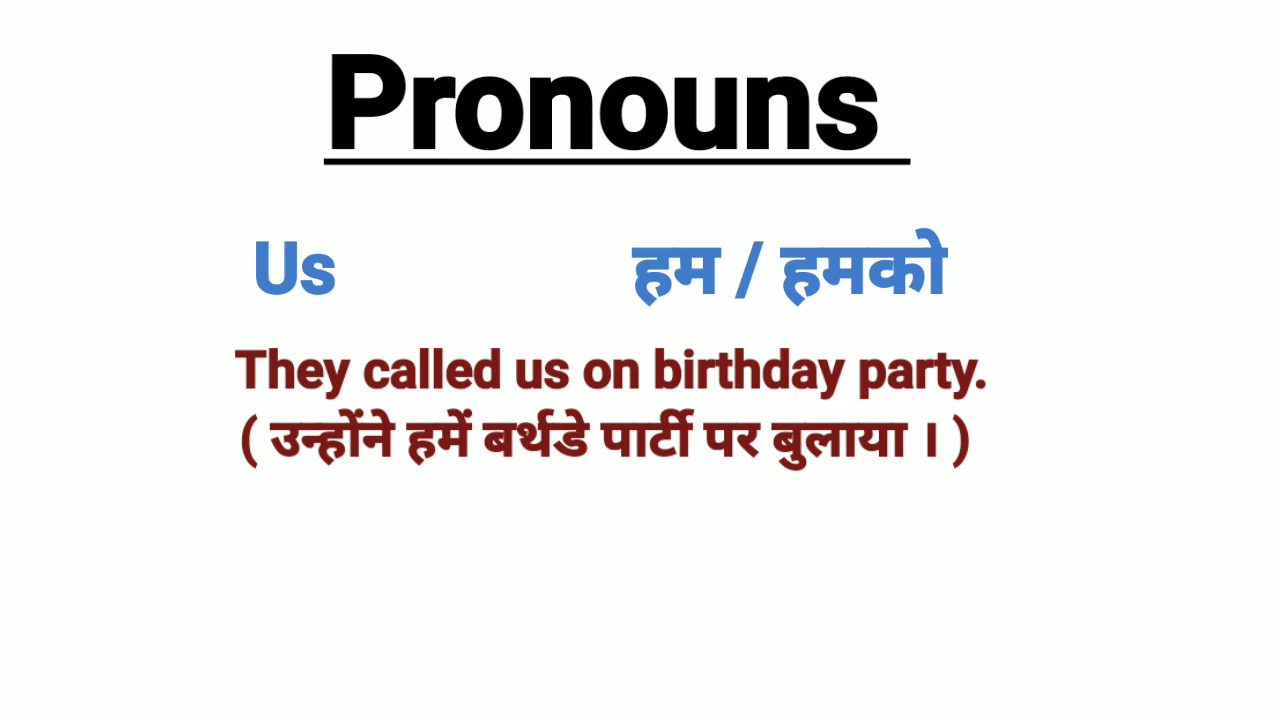 Pronouns
Us हम / हमको
They called us on birthday party.
( उन्होंने हमें बर्थडे पार्टी पर बुलाया । )